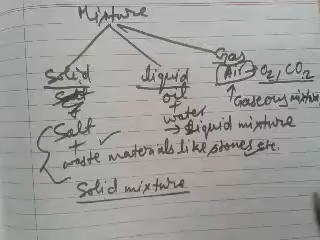 Mixture
Solid
Salt
+
waste materials like stones etc.
Solid mixture
liquid
oil
+
water
→ liquid mixture
Gas
Air → O2, CO2
↑
Gaseous mixture